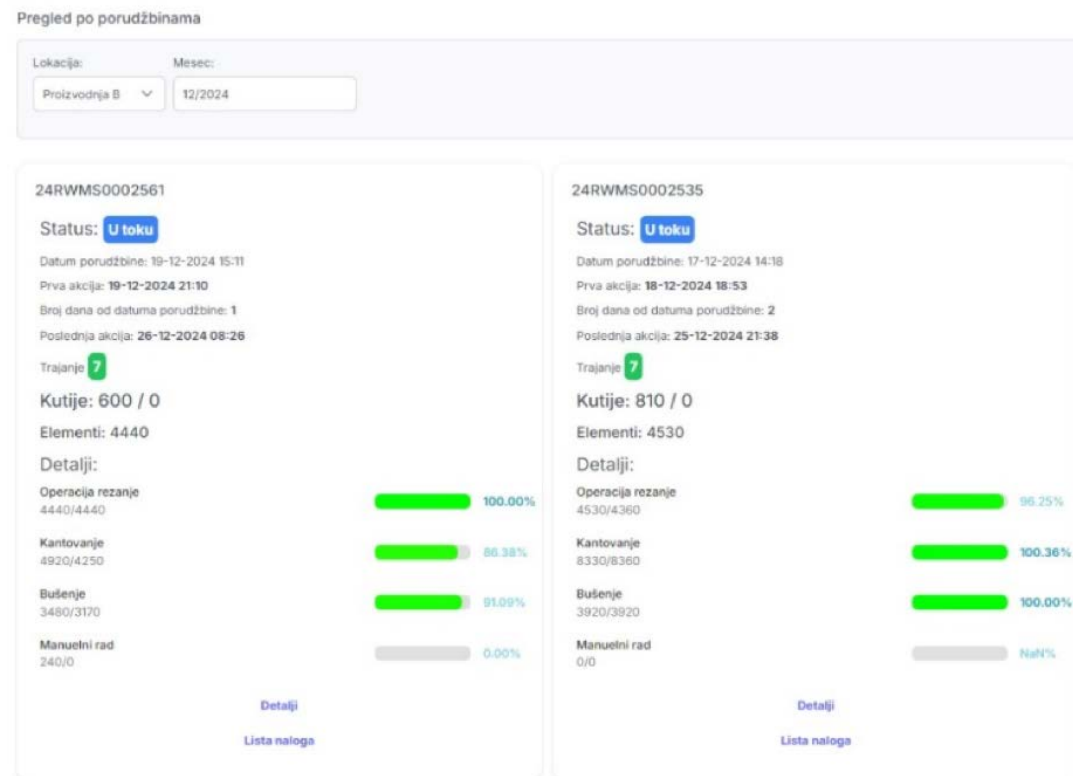 Pregled po porudžbinama
Lokacija: Mesec:
Proizvodnja B 12/2024
24RWMS0002561
Status: U toku
Datum porudžbine: 19-12-2024 15:11
Prva akcija: 19-12-2024 21:10
Broj dana od datuma porudžbine: 1
Poslednja akcija: 26-12-2024 08:26
Trajanje 7
Kutije: 600 / 0
Elementi: 4440
Detalji:
Operacija rezanje
4440/4440
100.00%
Kantovanje
4920/4250
86.38%
Bušenje
3480/3170
91.09%
Manuelni rad
240/0
0.00%
Detalji
Lista naloga
24RWMS0002535
Status: U toku
Datum porudžbine: 17-12-2024 14:18
Prva akcija: 18-12-2024 18:53
Broj dana od datuma porudžbine: 2
Poslednja akcija: 25-12-2024 21:38
Trajanje 7
Kutije: 810 / 0
Elementi: 4530
Detalji:
Operacija rezanje
4530/4360
96.25%
Kantovanje
8330/8360
100.36%
Bušenje
3920/3920
100.00%
Manuelni rad
0/0
NaN%
Detalji
Lista naloga